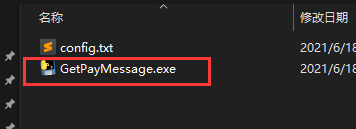 名称 修改日期
config.txt 2021/6/18
GetPayMessage.exe 2021/6/18